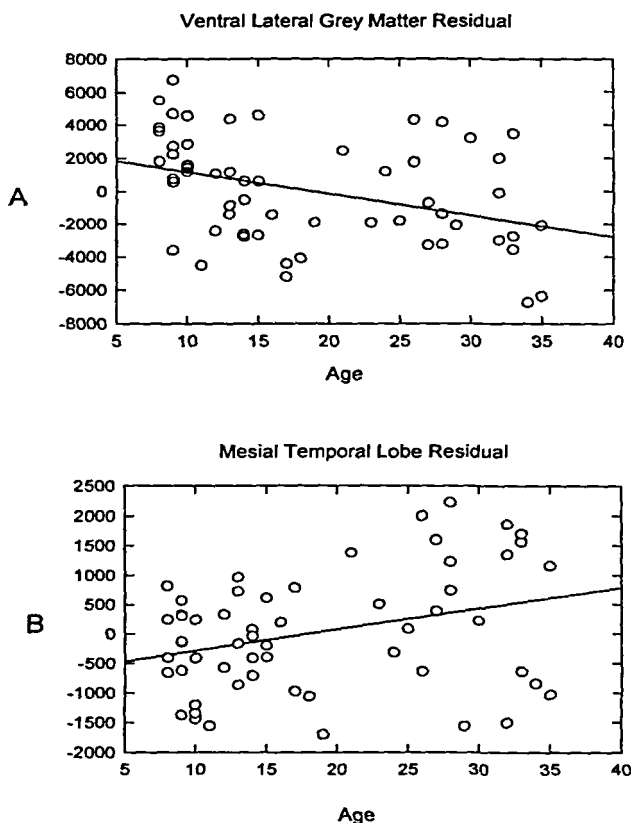 Ventral Lateral Grey Matter Residual
8000
6000
4000
2000
0
-2000
-4000
-6000
-8000
A
5 10 15 20 25 30 35 40
Age
Mesial Temporal Lobe Residual
2500
2000
1500
1000
500
0
-500
-1000
-1500
-2000
B
5 10 15 20 25 30 35 40
Age